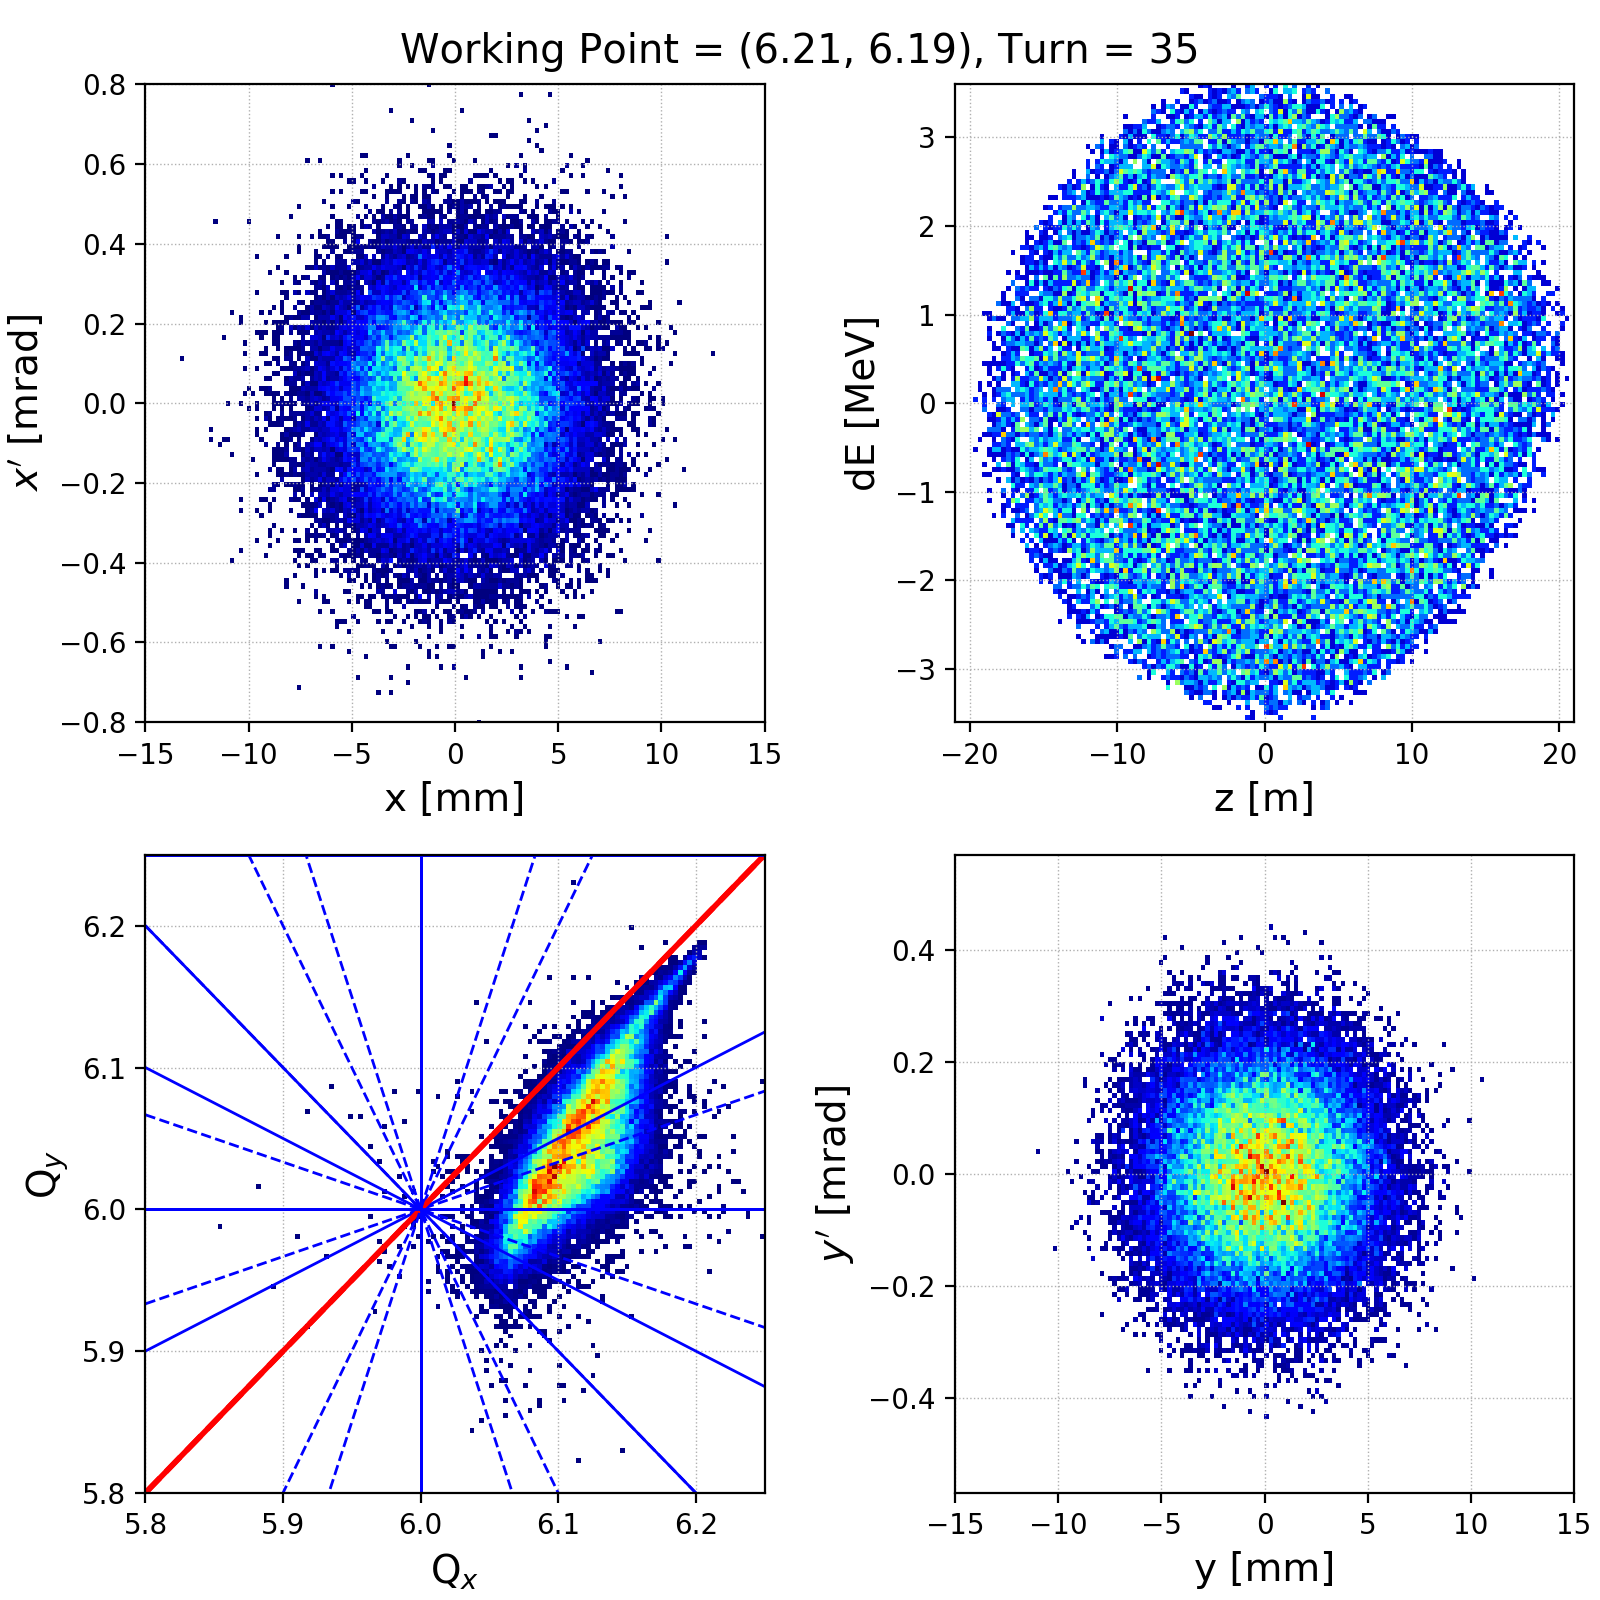 Working Point = (6.21, 6.19), Turn = 35
0.8
0.6
0.4
0.2
0.0
−0.2
−0.4
−0.6
−0.8
x′ [mrad]
−15 −10 −5 0 5 10 15
x [mm]
3
2
1
0
−1
−2
−3
dE [MeV]
−20 −10 0 10 20
z [m]
6.2
6.1
6.0
5.9
5.8
Qy
5.8 5.9 6.0 6.1 6.2
Qx
0.4
0.2
0.0
−0.2
−0.4
y′ [mrad]
−15 −10 −5 0 5 10 15
y [mm]